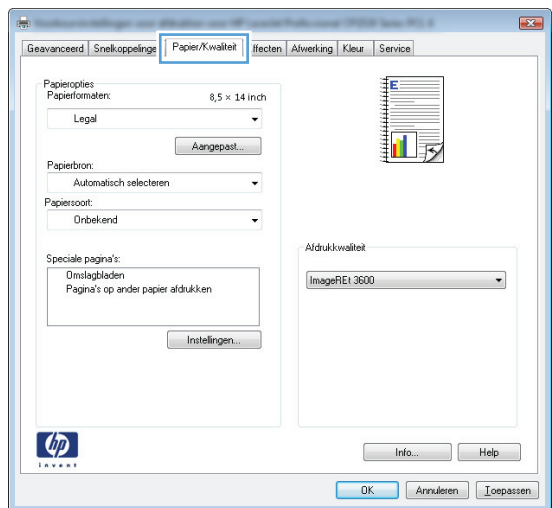 Geavanceerd Snelkoppelinge Papier/Kwaliteit ffecten Afwerking Kleur Service
Papieropties
Papierformaten: 8,5 × 14 inch
Legal
Aangepast...
Papierbron:
Automatisch selecteren
Papiersoort:
Onbekend
Speciale pagina's:
Omslagbladen
Pagina's op ander papier afdrukken
Instellingen...
E
Afdrukkwaliteit
ImageREt 3600
hp
invent
Info... Help
OK Annuleren Toepassen